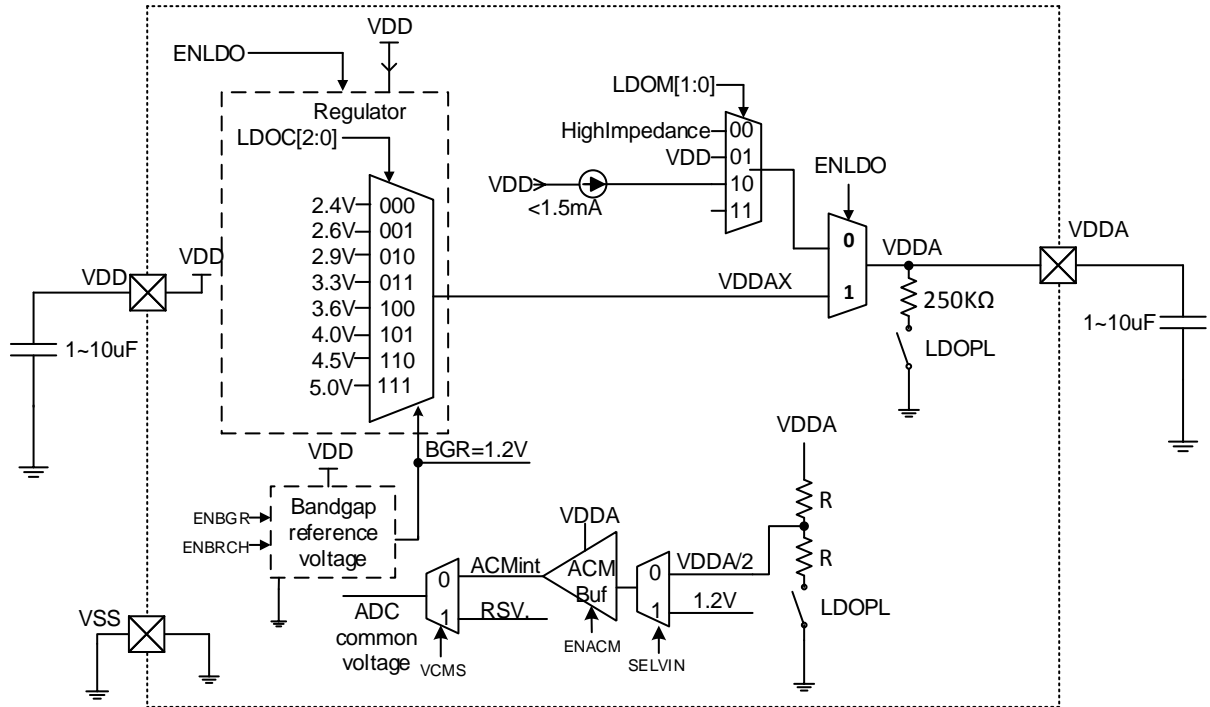 VDD
ENLDO
Regulator
LDOC[2:0]
2.4V 000
2.6V 001
2.9V 010
3.3V 011
3.6V 100
4.0V 101
4.5V 110
5.0V 111
LDOM[1:0]
HighImpedance 00
VDD 01
VDD 10
<1.5mA
11
ENLDO
0
1
VDDAX
VDDA
VDDA
250KΩ
LDOPL
1~10uF
VDD
VDD
1~10uF
BGR=1.2V
VDD
Bandgap
reference
voltage
ENBGR
ENBRCH
VDDA
R
R
LDOPL
VDDA
ACM
Buf
ENACM
VDDA/2
1.2V
0
1
SELVIN
ACMint
RSV.
0
1
VCMS
ADC
common
voltage
VSS